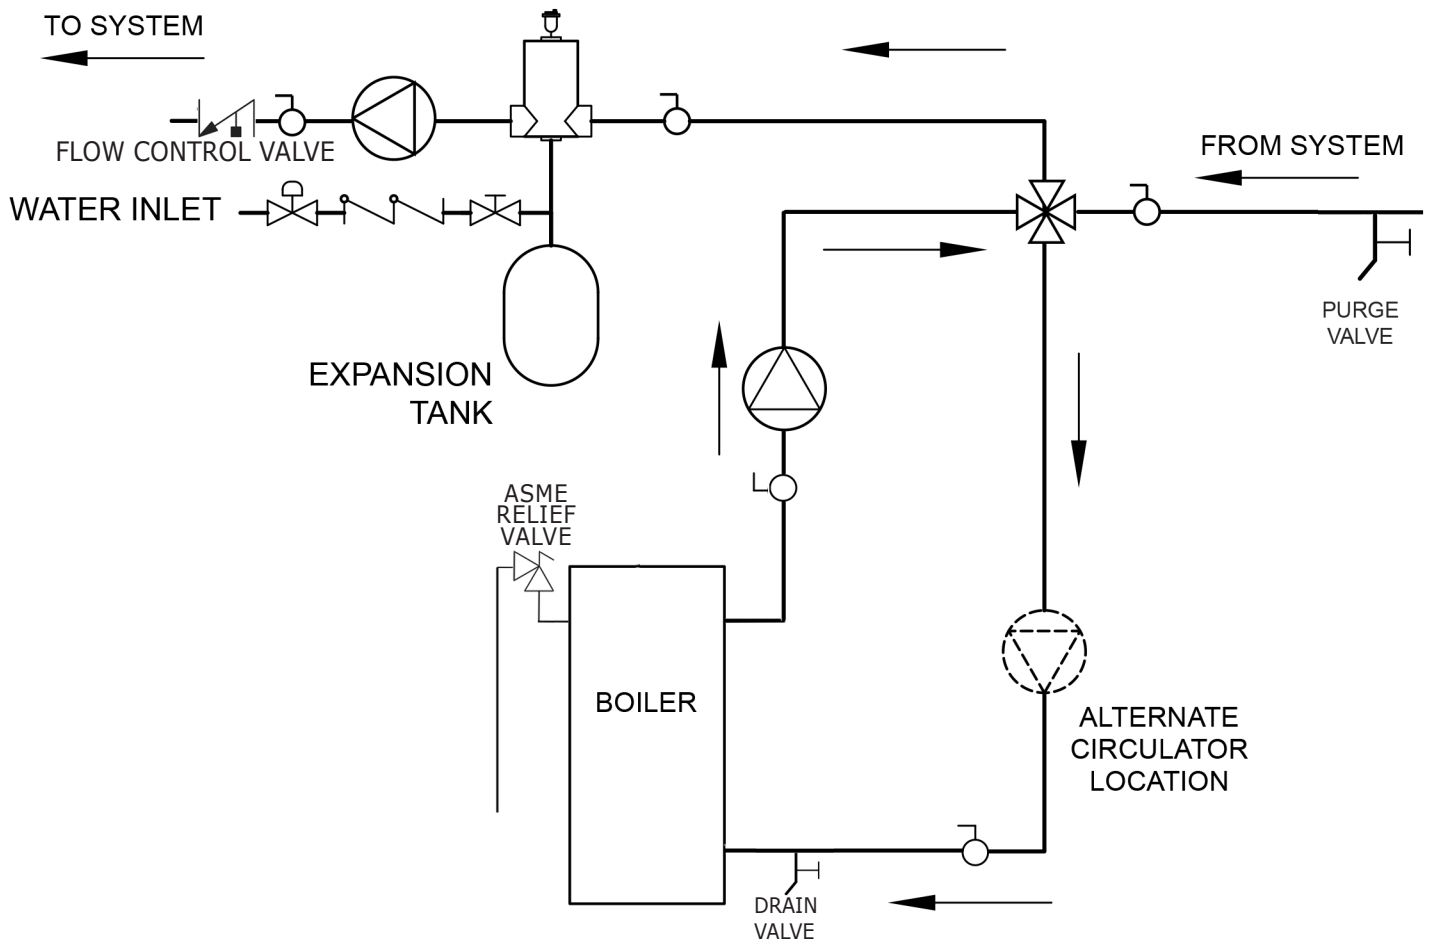 TO SYSTEM
FLOW CONTROL VALVE
FROM SYSTEM
WATER INLET
PURGE
VALVE
EXPANSION
TANK
ASME
RELIEF
VALVE
BOILER
ALTERNATE
CIRCULATOR
LOCATION
DRAIN
VALVE